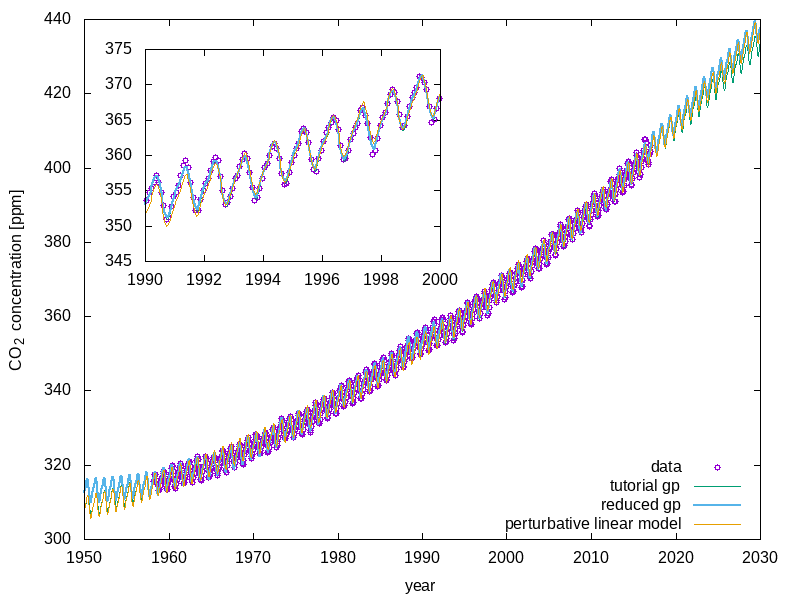 440
420
400
380
360
340
320
300
CO2 concentration [ppm]
375
370
365
360
355
350
345
1990 1992 1994 1996 1998 2000
data
tutorial gp
reduced gp
perturbative linear model
1950 1960 1970 1980 1990 2000 2010 2020 2030
year